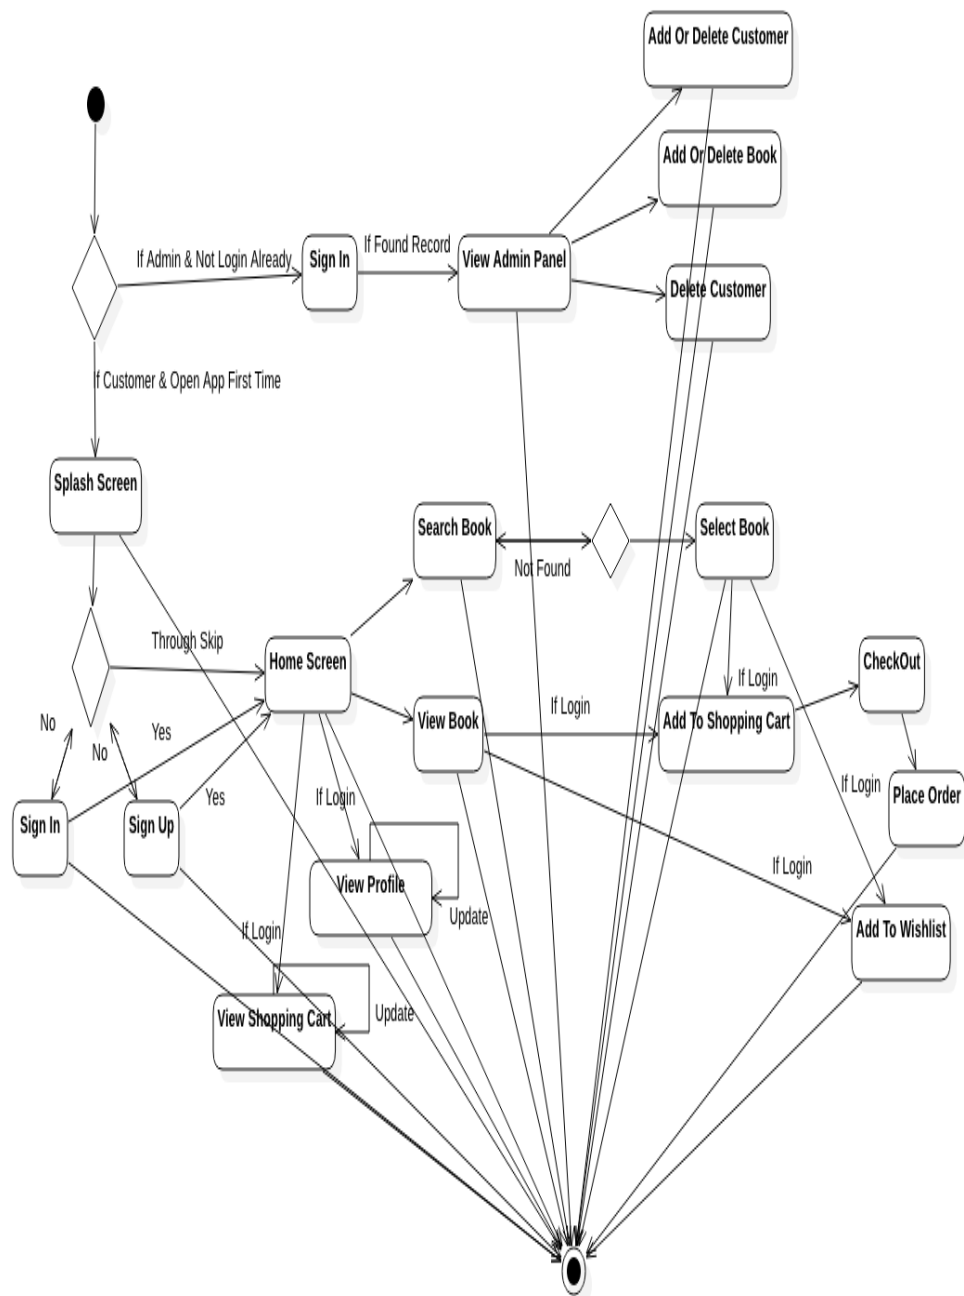 Add Or Delete Customer
Add Or Delete Book
If Admin & Not Login Already
Sign In
If Found Record
View Admin Panel
Delete Customer
If Customer & Open App First Time
Splash Screen
Search Book
Not Found
Select Book
Through Skip
Home Screen
CheckOut
If Login
View Book
If Login
Add To Shopping Cart
No
Yes
No
If Login
Place Order
Yes
If Login
Sign In
Sign Up
If Login
View Profile
Update
Add To Wishlist
If Login
View Shopping Cart
Update